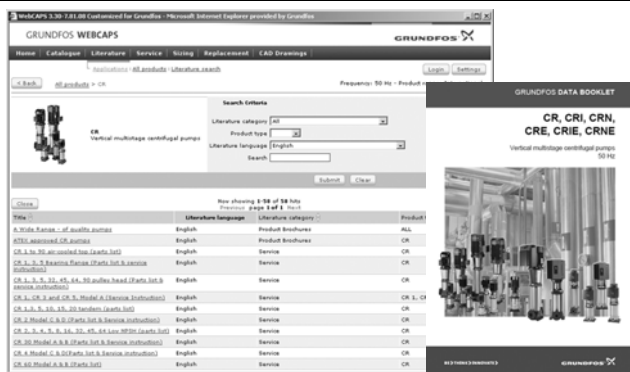 WebCAPS 3.30-7.01.08 Customized for Grundfos - Microsoft Internet Explorer provided by Grundfos
GRUNDFOS WEBCAPS
GRUNDFOS
Home Catalogue Literature Service Sizing Replacement CAD Drawings
Applications All products Literature search
Login Settings
< Back All products > CR
Frequency: 50 Hz - Product
Search Criteria
CR
Vertical multistage centrifugal pumps
Literature category All
Product type
Literature language English
Search
Submit Clear
Close
Now showing 1-58 of 58 hits
Previous page 1 of 1 Next
Title Literature language Literature category Product
A Wide Range - of quality pumps English Product Brochures ALL
ATEX approved CR pumps English Product Brochures CR
CR 1 to 90 air-cooled top (parts list) English Service CR
CR 1, 3, 5 Bearing flange (Parts list & service instruction) English Service CR
CR 1, 3, 5, 32, 45, 64, 90 pulley head (Parts list & service instruction) English Service CR
CR 1, CR 3 and CR 5, Model A (Service Instruction) English Service CR 1, CR
CR 1,3, 5, 10, 15, 20 tandem (parts list) English Service CR
CR 2 Model C & D (Parts list & Service instruction) English Service CR
CR 2, 3, 4, 5, 8, 16, 32, 45, 64 Low NPSH (parts list) English Service CR
CR 30 Model A & B (Parts list & Service instruction) English Service CR
CR 4 Model C & D(Parts list & Service instruction) English Service CR
CR 60 Model A & B (Parts list) English Service CR
GRUNDFOS DATA BOOKLET
CR, CRI, CRN,
CRE, CRIE, CRNE
Vertical multistage centrifugal pumps
50 Hz
GRUNDFOS